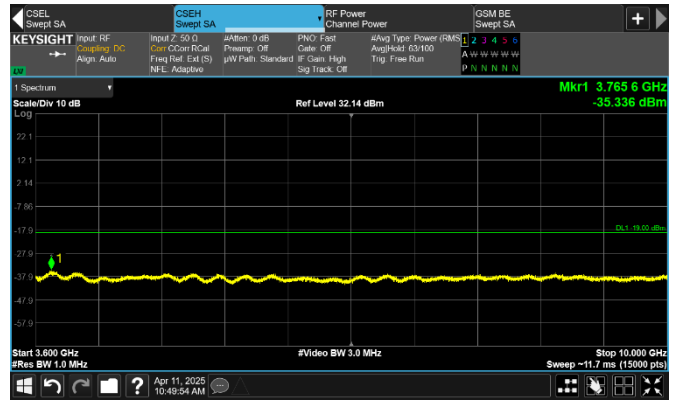 CSEL
Swept SA
CSEH
Swept SA
RF Power
Channel Power
GSM BE
Swept SA
KEYSIGHT
Input: RF
Coupling: DC
Align: Auto
LXI
Input Z: 50 Ω
Corr CCorr RCal
Freq Ref: Ext (S)
NFE: Adaptive
#Atten: 0 dB
Preamp: Off
µW Path: Standard
PNO: Fast
Gate: Off
IF Gain: High
Sig Track: Off
#Avg Type: Power (RMS)
Avg|Hold: 63/100
Trig: Free Run
1 2 3 4 5 6
A W W W W W
P N N N N N
1 Spectrum
Scale/Div 10 dB
Ref Level 32.14 dBm
Mkr1 3.765 6 GHz
-35.336 dBm
Log
22.1
12.1
2.14
-7.86
-17.9
DL1 -19.00 dBm
-27.9
1
-37.9
-47.9
-57.9
Start 3.600 GHz
#Video BW 3.0 MHz
Stop 10.000 GHz
#Res BW 1.0 MHz
Sweep ~11.7 ms (15000 pts)
?
Apr 11, 2025
10:49:54 AM